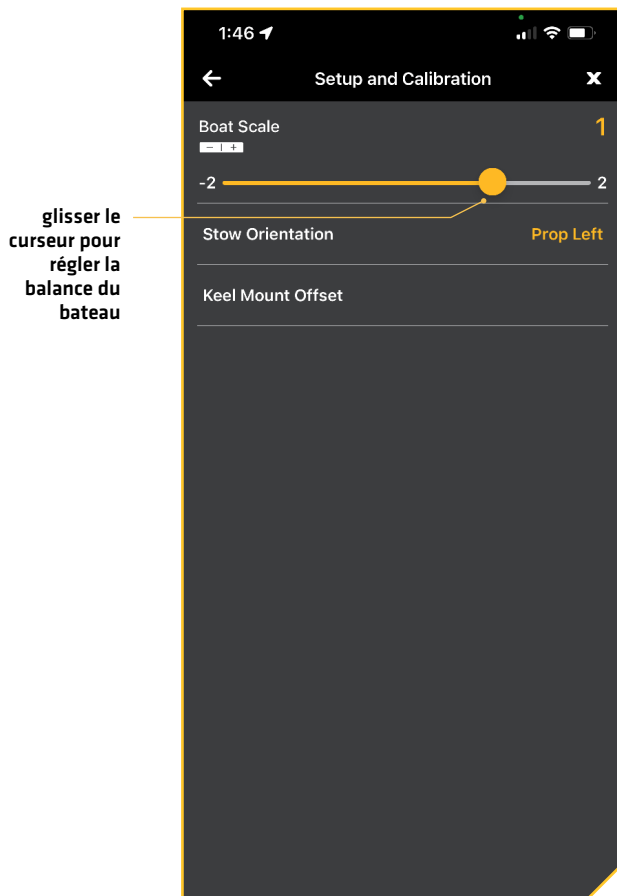 1:46
Setup and Calibration
X
Boat Scale
1
- | +
-2
2
glisser le
curseur pour
régler la
balance du
bateau
Stow Orientation
Prop Left
Keel Mount Offset